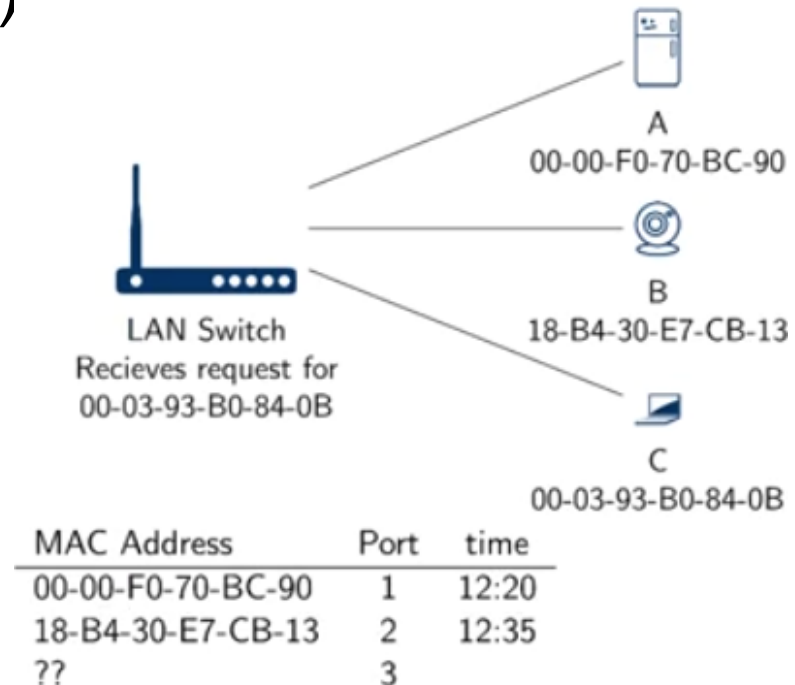 )
A
00-00-F0-70-BC-90
B
18-B4-30-E7-CB-13
LAN Switch
Recieves request for
00-03-93-B0-84-0B
C
00-03-93-B0-84-0B
MAC Address Port time
00-00-F0-70-BC-90 1 12:20
18-B4-30-E7-CB-13 2 12:35
?? 3